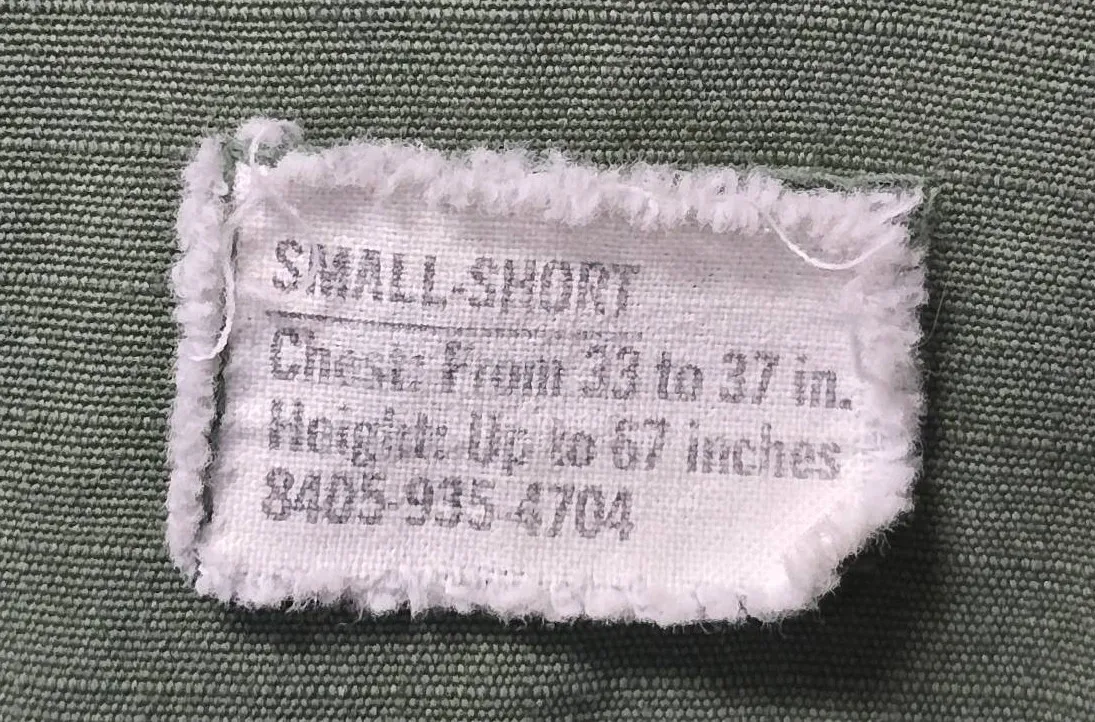 SMALL-SHORT
Chest: From 33 to 37 in.
Height: Up to 67 inches
8405-935-4704